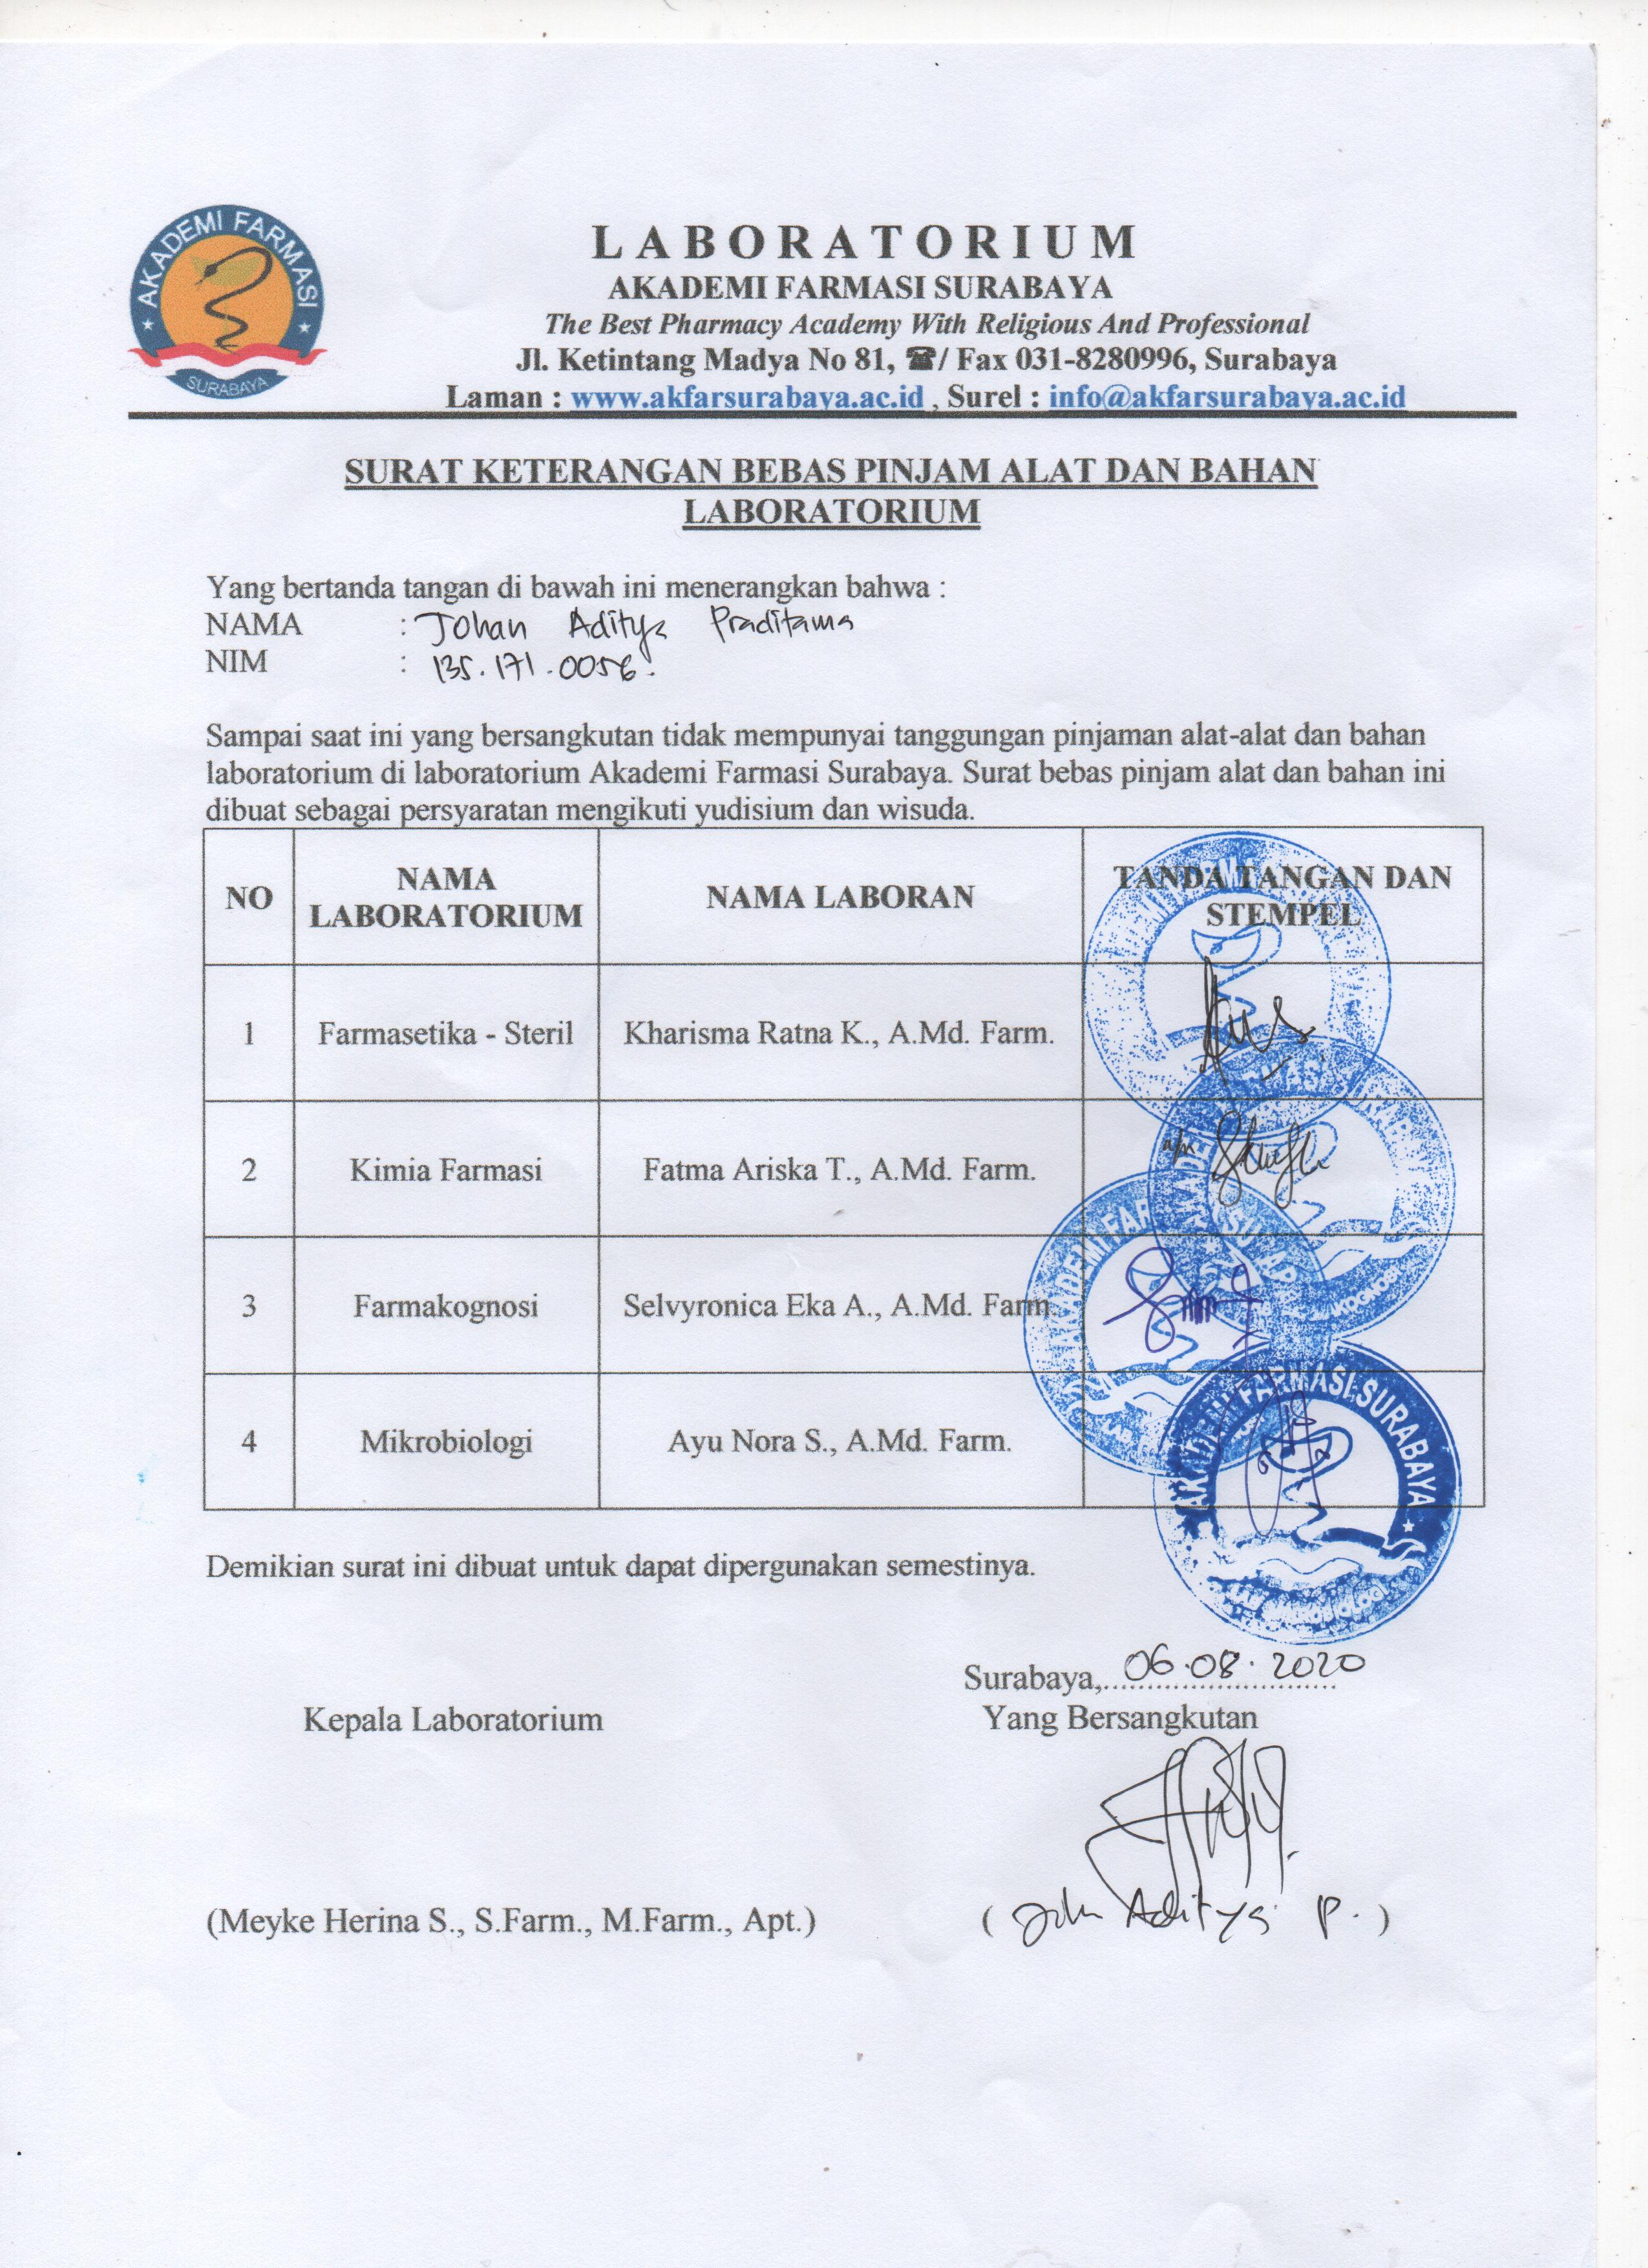 AKADEMI FARMASI
SURABAYA
LABORATORIUM
AKADEMI FARMASI SURABAYA
The Best Pharmacy Academy With Religious And Professional
Jl. Ketintang Madya No 81, ☎/ Fax 031-8280996, Surabaya
Laman : www.akfarsurabaya.ac.id , Surel : info@akfarsurabaya.ac.id
SURAT KETERANGAN BEBAS PINJAM ALAT DAN BAHAN
LABORATORIUM
Yang bertanda tangan di bawah ini menerangkan bahwa :
NAMA : Johan Aditya Praditama
NIM : 135.171.0056.
Sampai saat ini yang bersangkutan tidak mempunyai tanggungan pinjaman alat-alat dan bahan
laboratorium di laboratorium Akademi Farmasi Surabaya. Surat bebas pinjam alat dan bahan ini
dibuat sebagai persyaratan mengikuti yudisium dan wisuda.
NO NAMA LABORATORIUM NAMA LABORAN TANDA TANGAN DAN STEMPEL
1 Farmasetika - Steril Kharisma Ratna K., A.Md. Farm.
2 Kimia Farmasi Fatma Ariska T., A.Md. Farm.
3 Farmakognosi Selvyronica Eka A., A.Md. Farm.
4 Mikrobiologi Ayu Nora S., A.Md. Farm.
AKADEMI FARMASI SURABAYA
Demikian surat ini dibuat untuk dapat dipergunakan semestinya.
Surabaya, 06.08.2020
Kepala Laboratorium Yang Bersangkutan
(Meyke Herina S., S.Farm., M.Farm., Apt.) ( Johan Aditya P. )